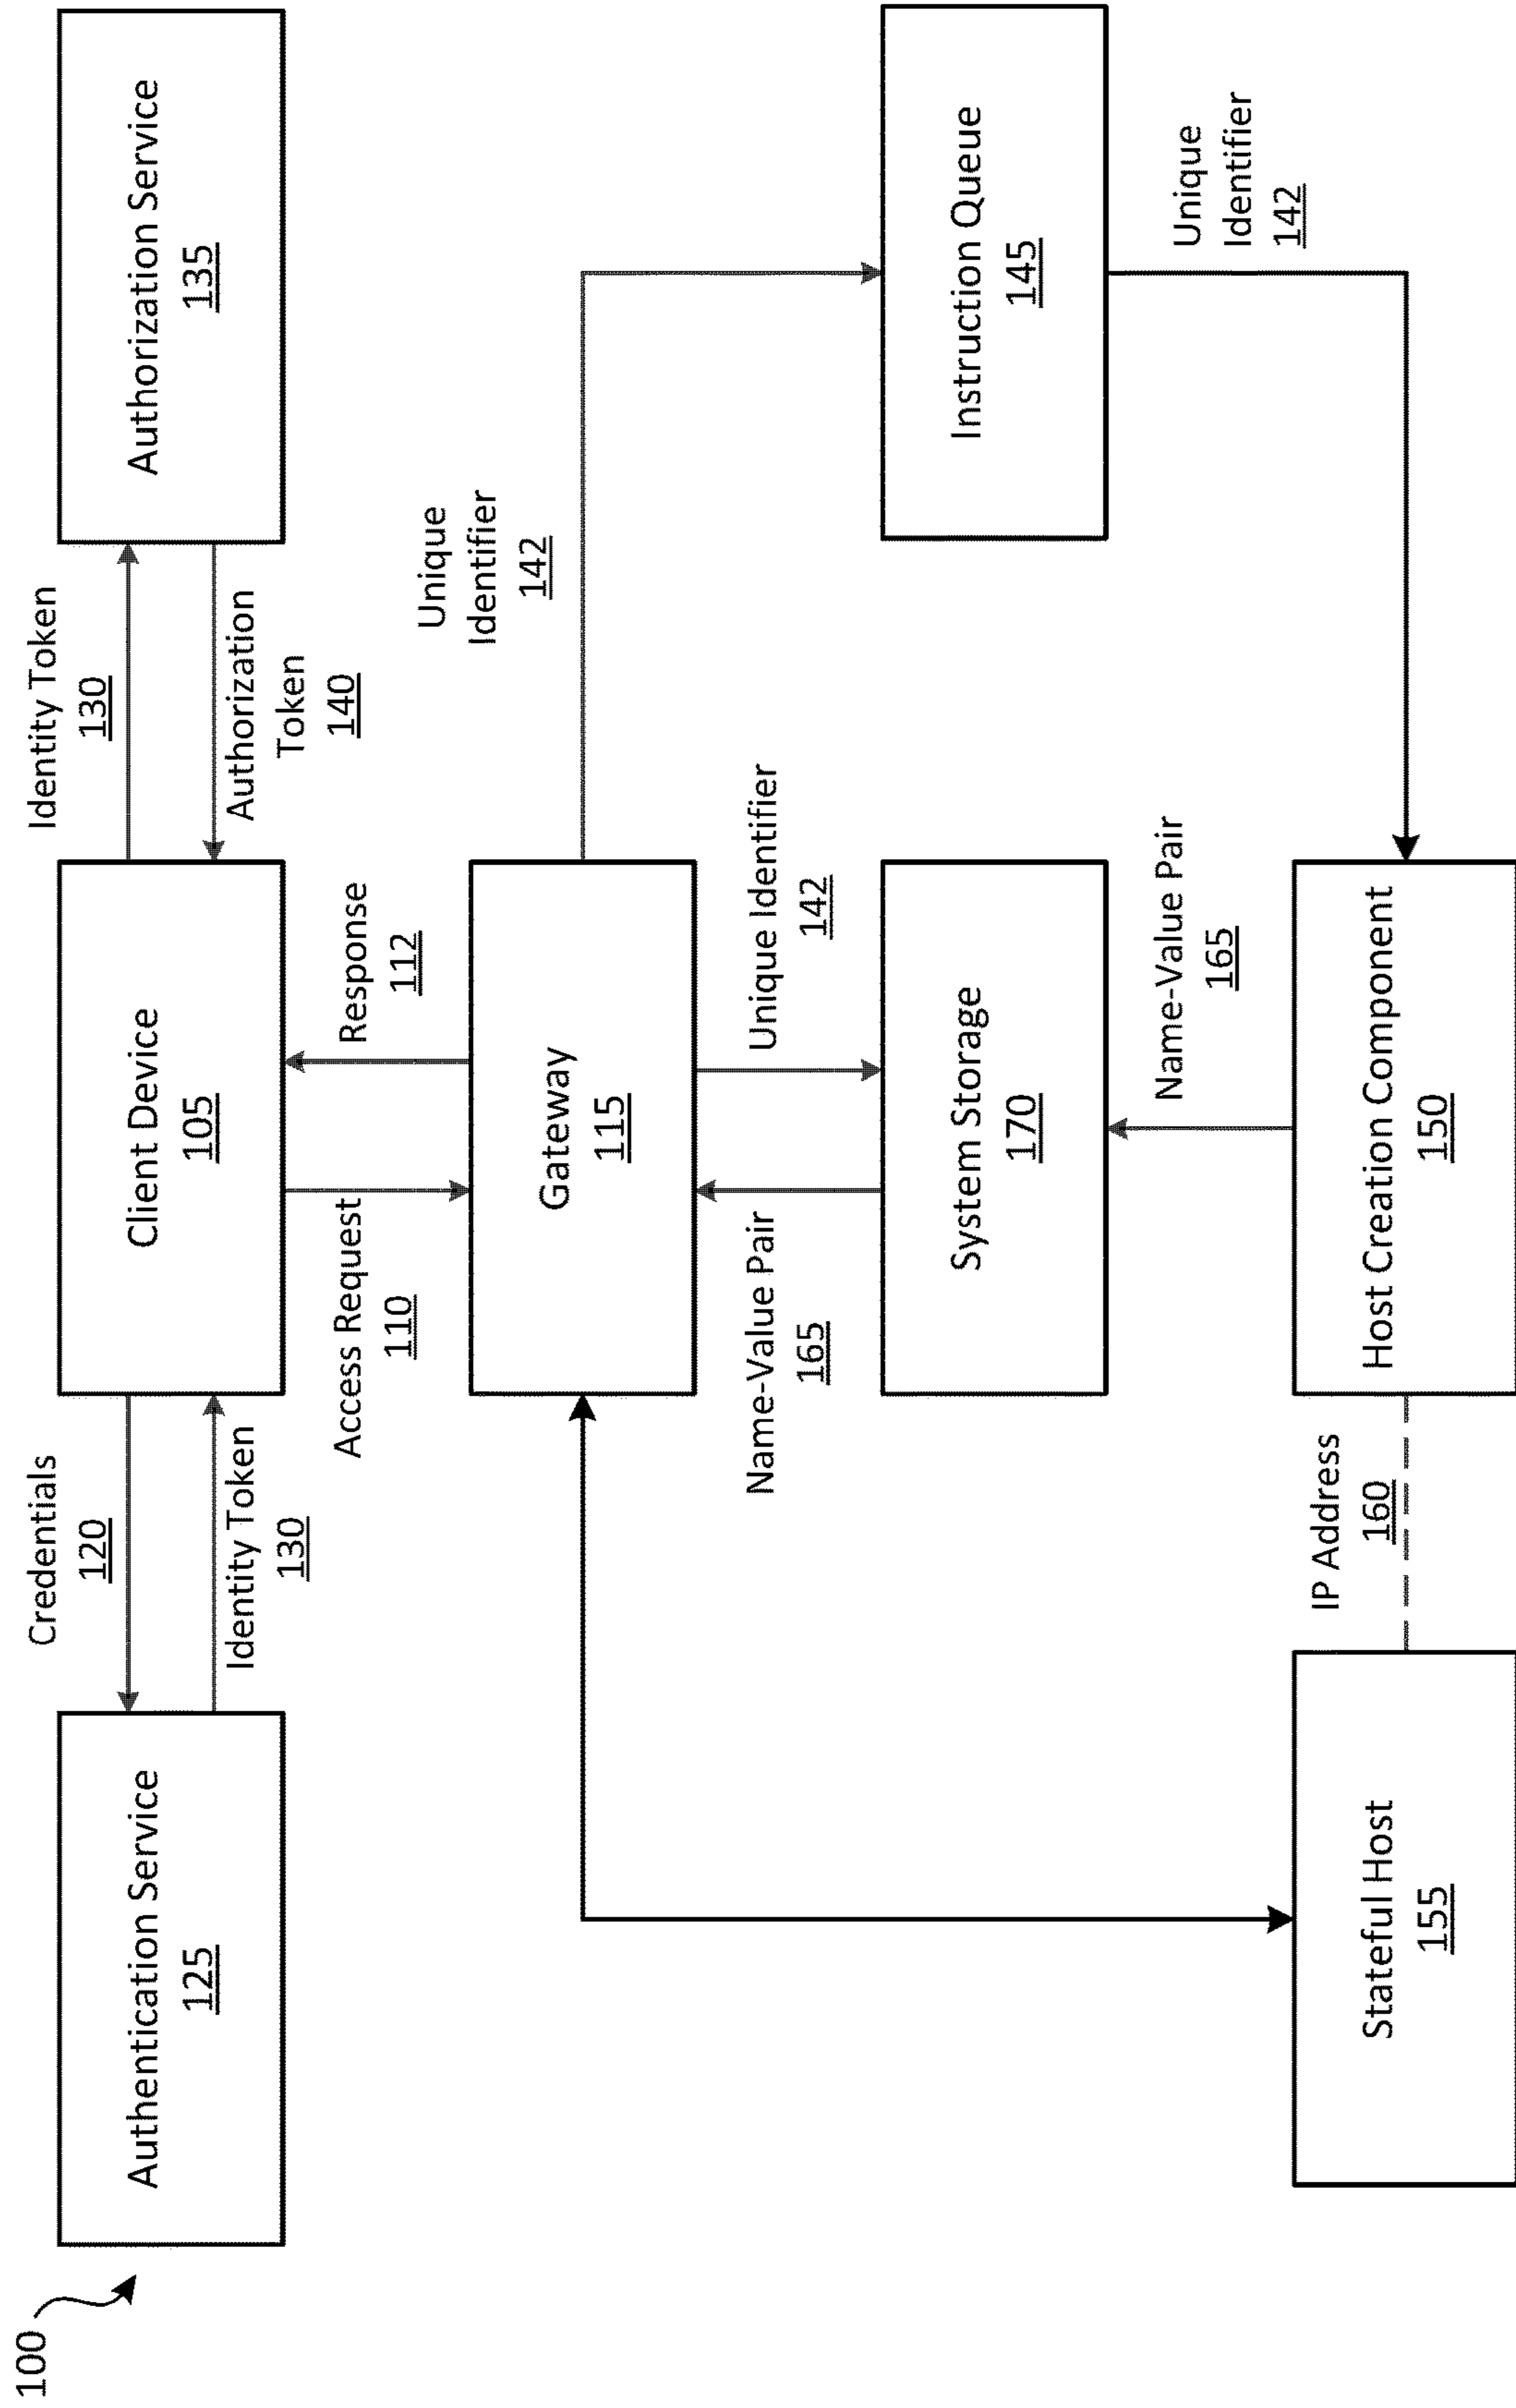 100
Authentication Service
125
Credentials
120
Identity Token
130
Client Device
105
Identity Token
130
Authorization
Token
140
Authorization Service
135
Access Request
110
Response
112
Gateway
115
Unique
Identifier
142
Name-Value Pair
165
Unique Identifier
142
System Storage
170
Instruction Queue
145
Name-Value Pair
165
Unique
Identifier
142
Stateful Host
155
IP Address
160
Host Creation Component
150